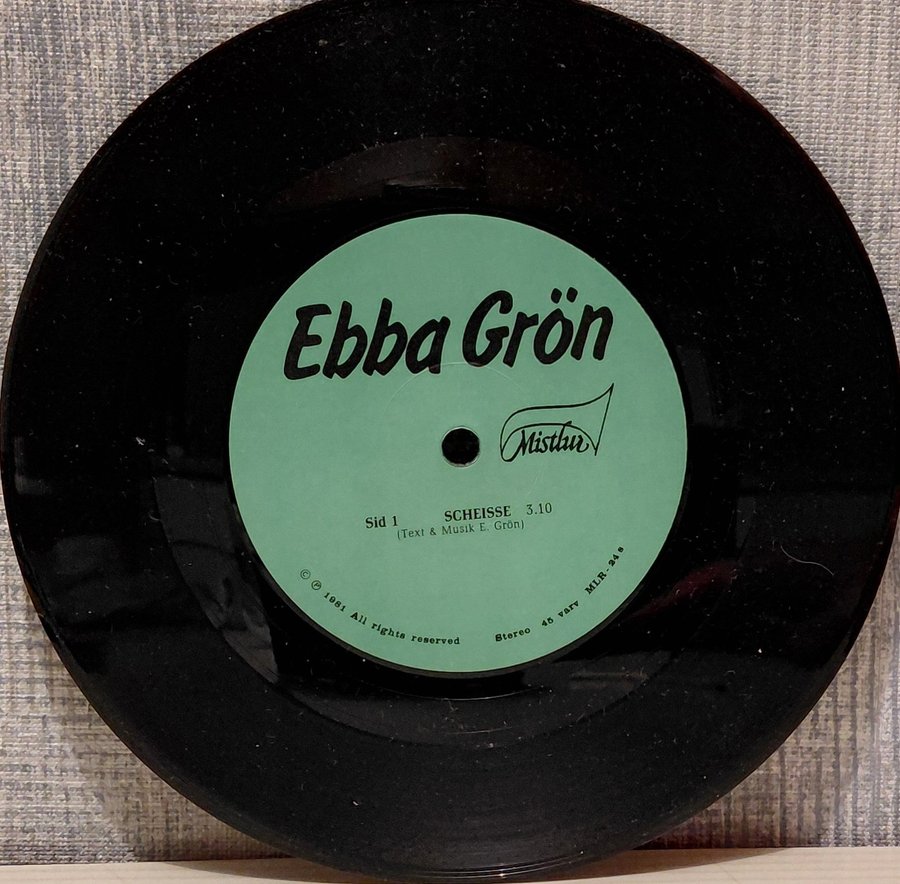 Ebba Grön
Mistlur
Sid 1 SCHEISSE 3.10
(Text & Musik E. Grön)
© ℗ 1981 All rights reserved
Stereo 45 varv MLR-24 s